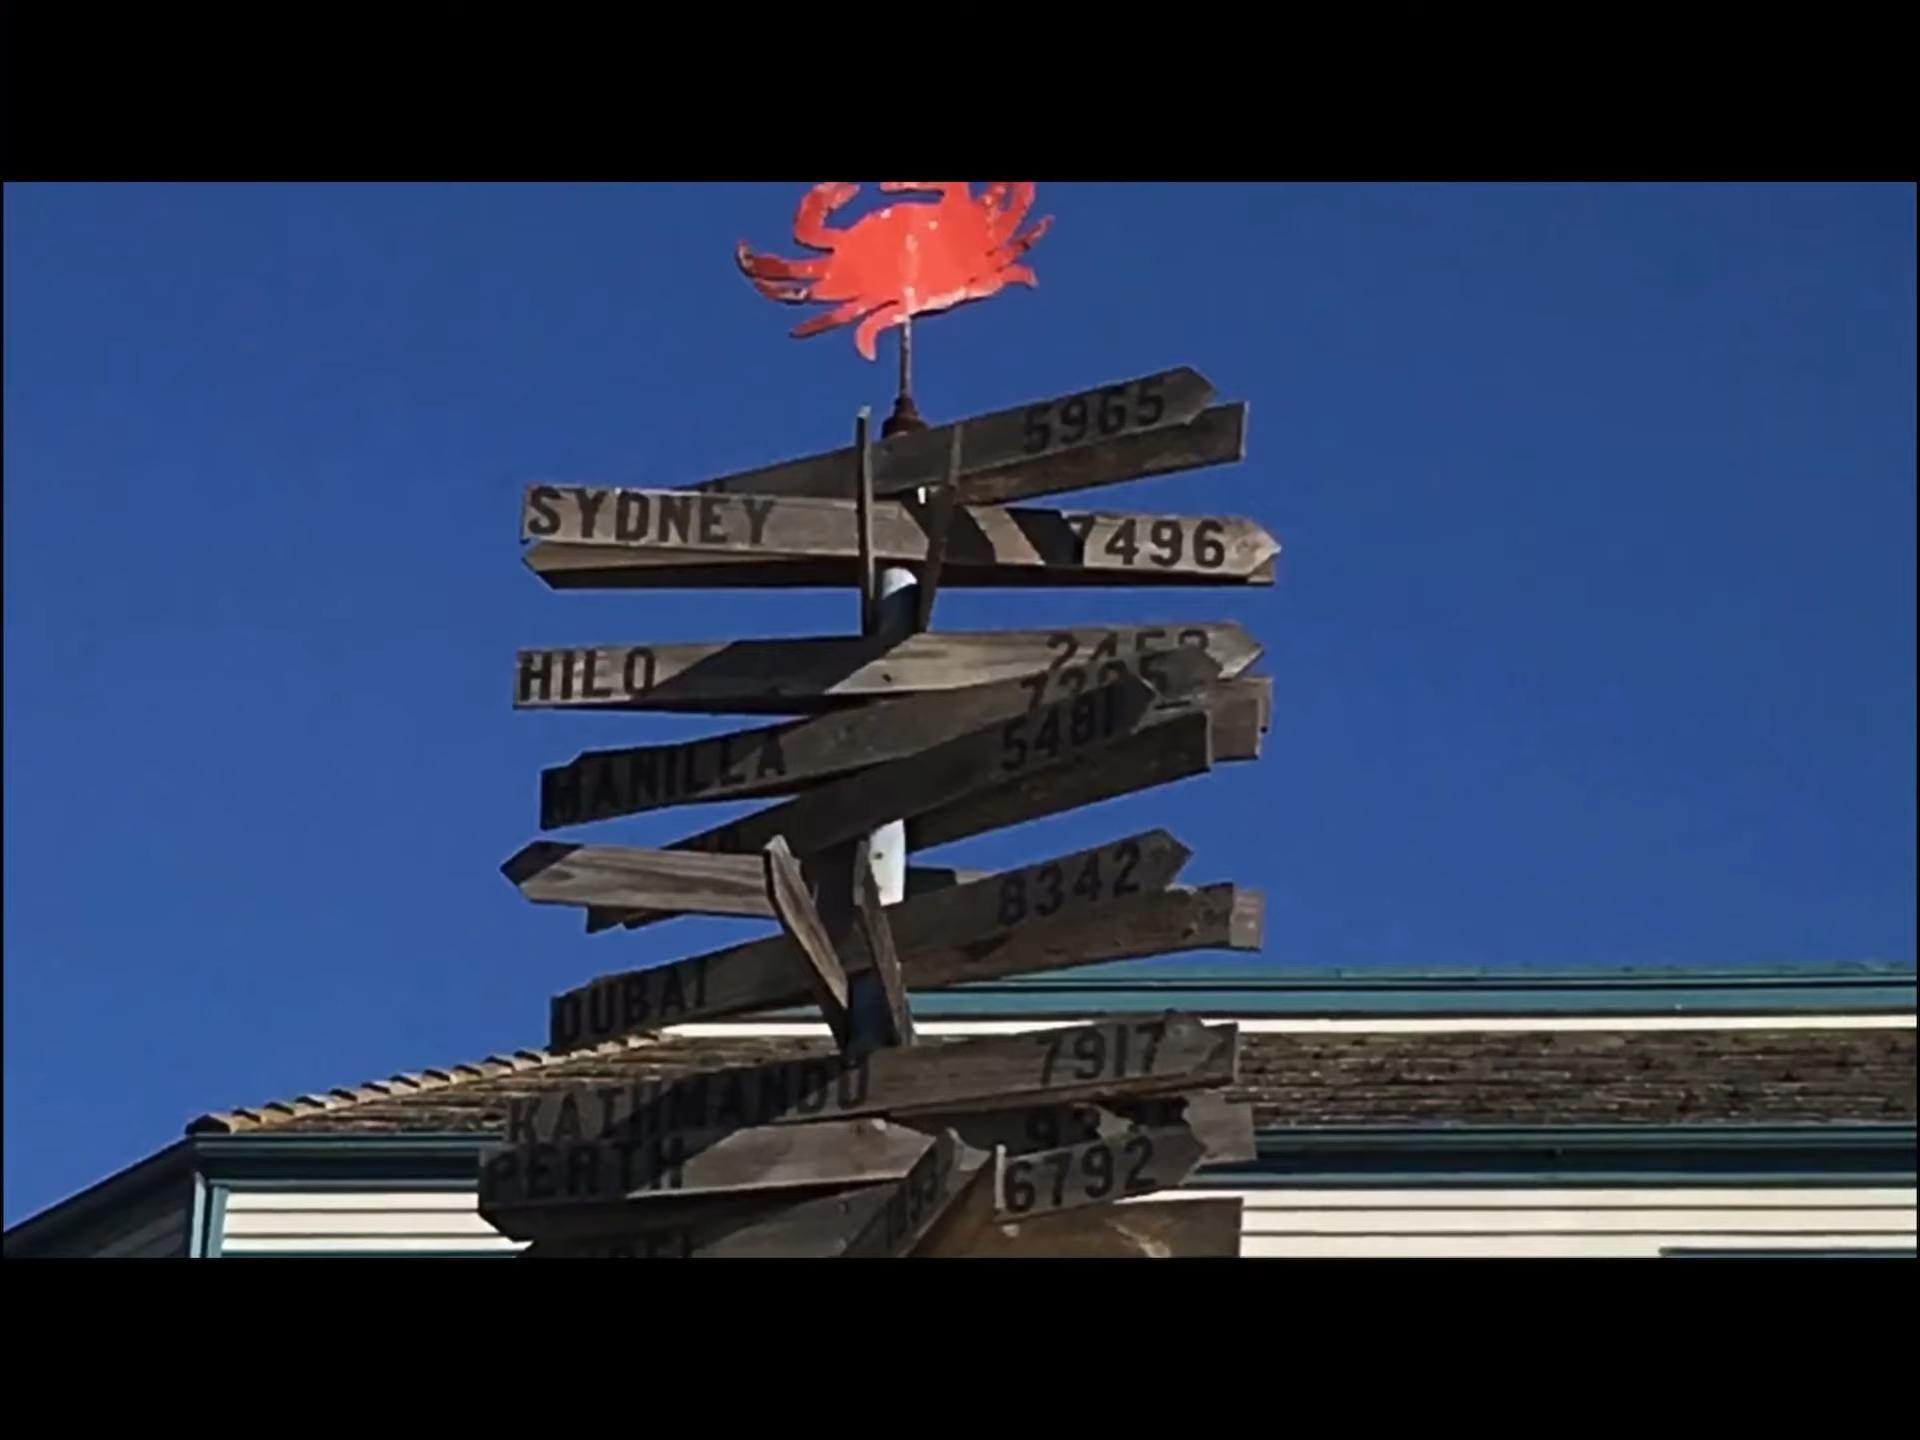 5965
SYDNEY 7496
HILO
MANILLA
5481
8342
DUBAI
KATHMANDU 7917
PERTH
6792